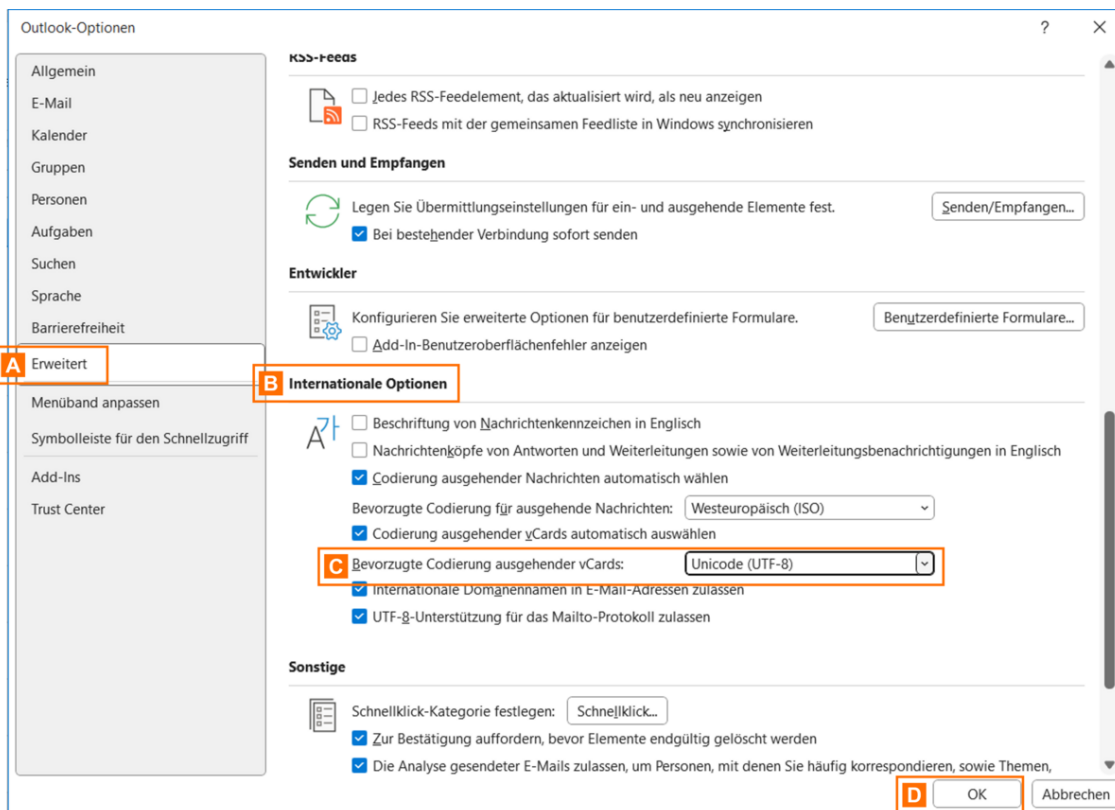 Outlook-Optionen
?
Allgemein
E-Mail
Kalender
Gruppen
Personen
Aufgaben
Suchen
Sprache
Barrierefreiheit
A Erweitert
Menüband anpassen
Symbolleiste für den Schnellzugriff
Add-Ins
Trust Center
RSS-Feeds
Jedes RSS-Feedelement, das aktualisiert wird, als neu anzeigen
RSS-Feeds mit der gemeinsamen Feedliste in Windows synchronisieren
Senden und Empfangen
Legen Sie Übermittlungseinstellungen für ein- und ausgehende Elemente fest. Senden/Empfangen...
Bei bestehender Verbindung sofort senden
Entwickler
Konfigurieren Sie erweiterte Optionen für benutzerdefinierte Formulare. Benutzerdefinierte Formulare...
Add-In-Benutzeroberflächenfehler anzeigen
B Internationale Optionen
A가
Beschriftung von Nachrichtenkennzeichen in Englisch
Nachrichtenköpfe von Antworten und Weiterleitungen sowie von Weiterleitungsbenachrichtigungen in Englisch
Codierung ausgehender Nachrichten automatisch wählen
Bevorzugte Codierung für ausgehende Nachrichten: Westeuropäisch (ISO)
Codierung ausgehender vCards automatisch auswählen
C Bevorzugte Codierung ausgehender vCards: Unicode (UTF-8)
Internationale Domänennamen in E-Mail-Adressen zulassen
UTF-8-Unterstützung für das Mailto-Protokoll zulassen
Sonstige
Schnellklick-Kategorie festlegen: Schnellklick...
Zur Bestätigung auffordern, bevor Elemente endgültig gelöscht werden
Die Analyse gesendeter E-Mails zulassen, um Personen, mit denen Sie häufig korrespondieren, sowie Themen,
D OK Abbrechen